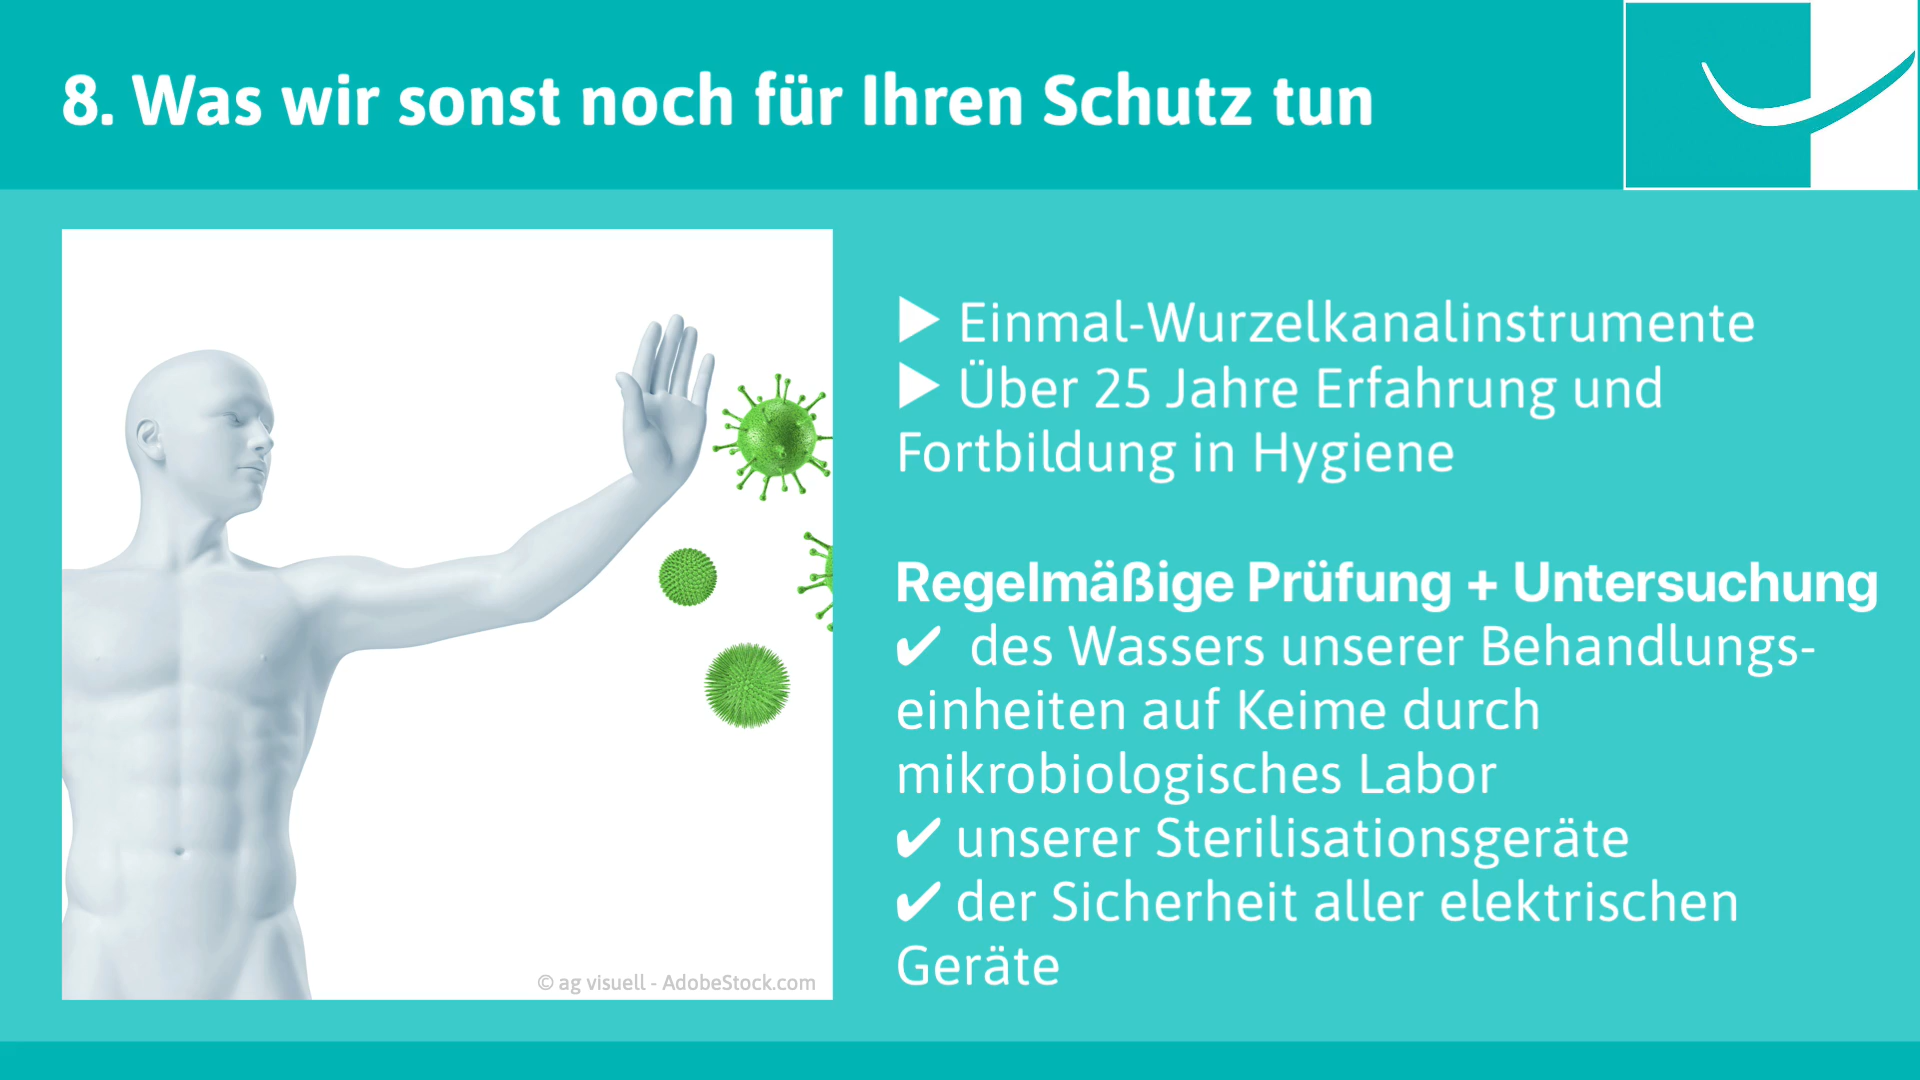 8. Was wir sonst noch für Ihren Schutz tun
▶ Einmal-Wurzelkanalinstrumente
▶ Über 25 Jahre Erfahrung und
Fortbildung in Hygiene
Regelmäßige Prüfung + Untersuchung
✔ des Wassers unserer Behandlungs-
einheiten auf Keime durch
mikrobiologisches Labor
✔ unserer Sterilisationsgeräte
✔ der Sicherheit aller elektrischen
Geräte
© ag visuell - AdobeStock.com